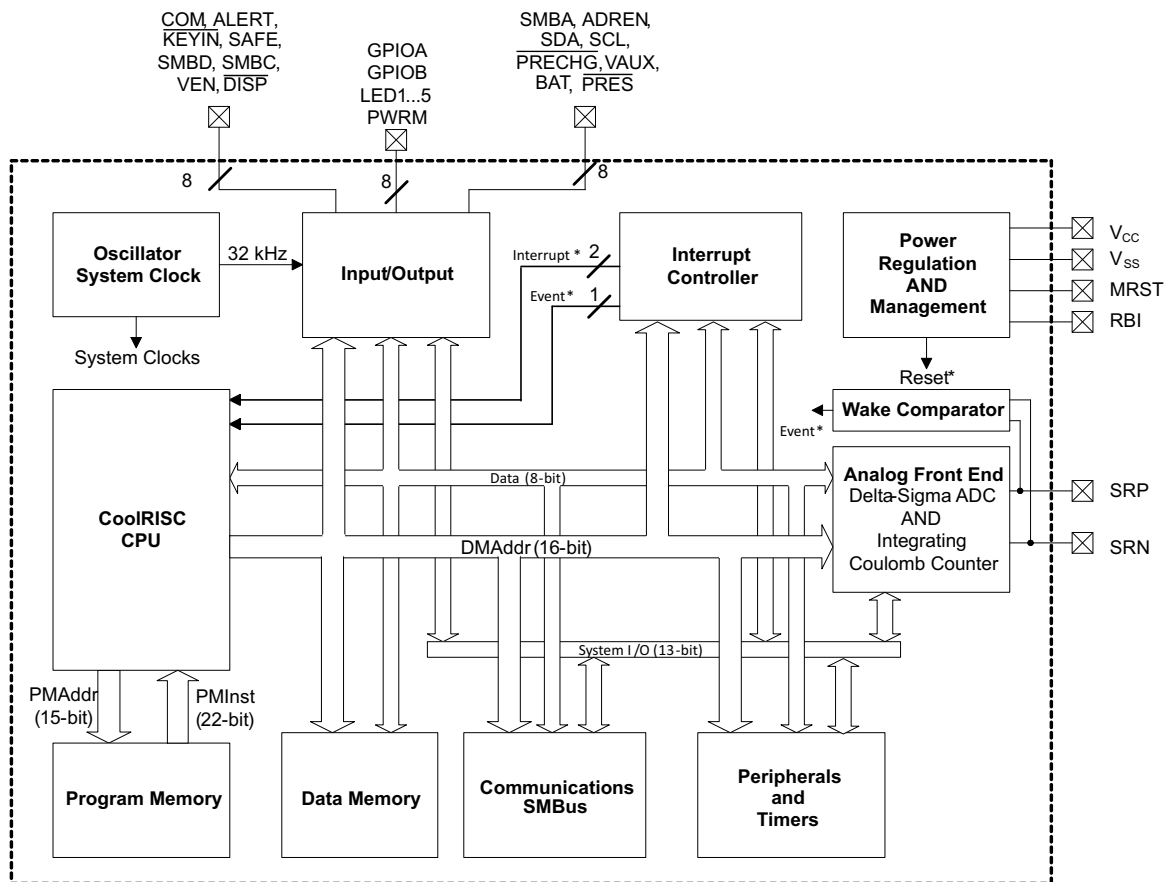 COM, ALERT,
KEYIN, SAFE,
SMBD, SMBC,
VEN, DISP
GPIOA
GPIOB
LED1...5
PWRM
SMBA, ADREN,
SDA, SCL,
PRECHG, VAUX,
BAT, PRES
8
8
8
Oscillator
System Clock
32 kHz
System Clocks
Input/Output
Interrupt *
2
Event*
1
Interrupt
Controller
Power
Regulation
AND
Management
VCC
VSS
MRST
RBI
Reset*
Wake Comparator
Event*
CoolRISC
CPU
Data (8-bit)
DMAddr (16-bit)
Analog Front End
Delta-Sigma ADC
AND
Integrating
Coulomb Counter
SRP
SRN
System I/O (13-bit)
PMAddr
(15-bit)
PMInst
(22-bit)
Program Memory
Data Memory
Communications
SMBus
Peripherals
and
Timers